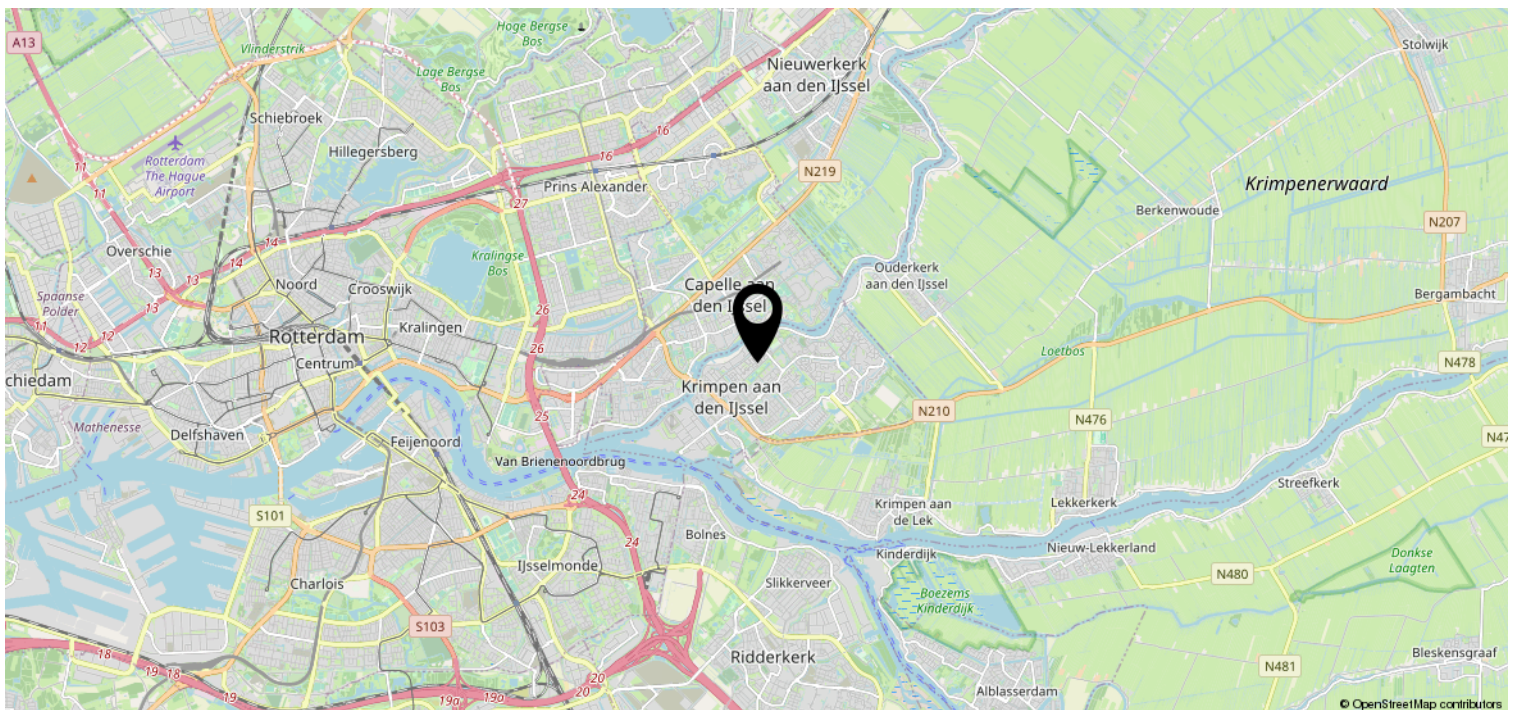 A13
Vlinderstrik
Hoge Bergse
Bos
Stolwijk
Lage Bergse
Bos
Nieuwerkerk
aan den IJssel
Schiebroek
16
Hillegersberg
16
11
11
Rotterdam
The Hague
Airport
Prins Alexander
N219
Krimpenerwaard
27
Berkenwoude
N207
Overschie
14
14
13
13
Kralingse
Bos
Noord
Crooswijk
Capelle aan
den IJssel
Ouderkerk
aan den IJssel
Bergambacht
Spaanse
Polder
12
12
11
26
Kralingen
Rotterdam
26
Loetbos
Centrum
N478
chiedam
Krimpen aan
den IJssel
25
N210
N476
Mathenesse
Delfshaven
Feijenoord
N47
Van Brienenoordbrug
24
Streefkerk
Krimpen aan
de Lek
Lekkerkerk
S101
Bolnes
24
Kinderdijk
Nieuw-Lekkerland
Donkse
Laagten
IJsselmonde
N480
Charlois
Slikkerveer
Boezems
Kinderdijk
S103
18
Ridderkerk
Bleskensgraaf
19
18
N481
20
19
19a
19a
20
Alblasserdam
© OpenStreetMap contributors